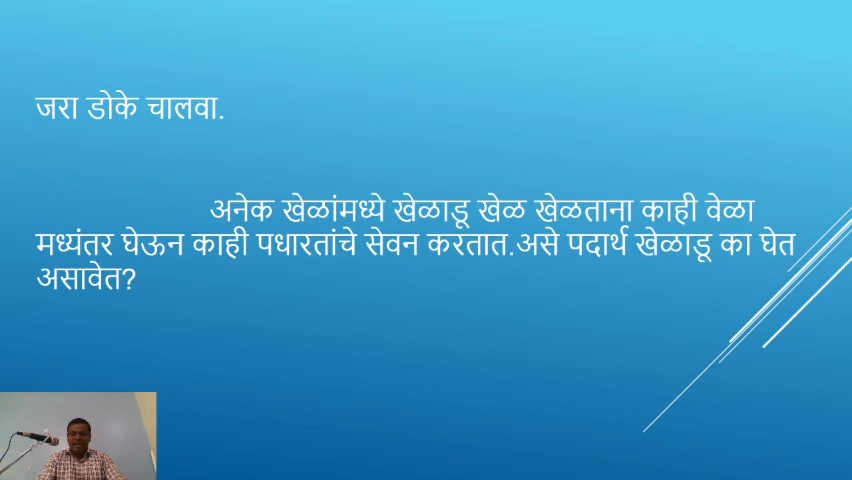 जरा डोके चालवा.
अनेक खेळांमध्ये खेळाडू खेळ खेळताना काही वेळा
मध्यंतर घेऊन काही पधारतांचे सेवन करतात.असे पदार्थ खेळाडू का घेत
असावेत?